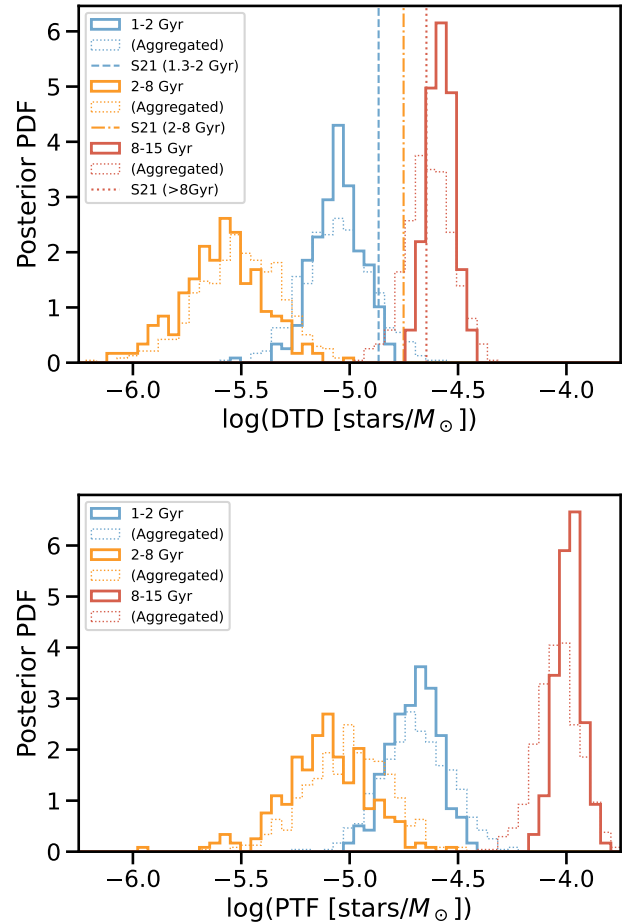 6
5
4
3
2
1
0
Posterior PDF
1-2 Gyr
(Aggregated)
S21 (1.3-2 Gyr)
2-8 Gyr
(Aggregated)
S21 (2-8 Gyr)
8-15 Gyr
(Aggregated)
S21 (>8Gyr)
−6.0 −5.5 −5.0 −4.5 −4.0
log(DTD [stars/M⊙])
6
5
4
3
2
1
0
Posterior PDF
1-2 Gyr
(Aggregated)
2-8 Gyr
(Aggregated)
8-15 Gyr
(Aggregated)
−6.0 −5.5 −5.0 −4.5 −4.0
log(PTF [stars/M⊙])